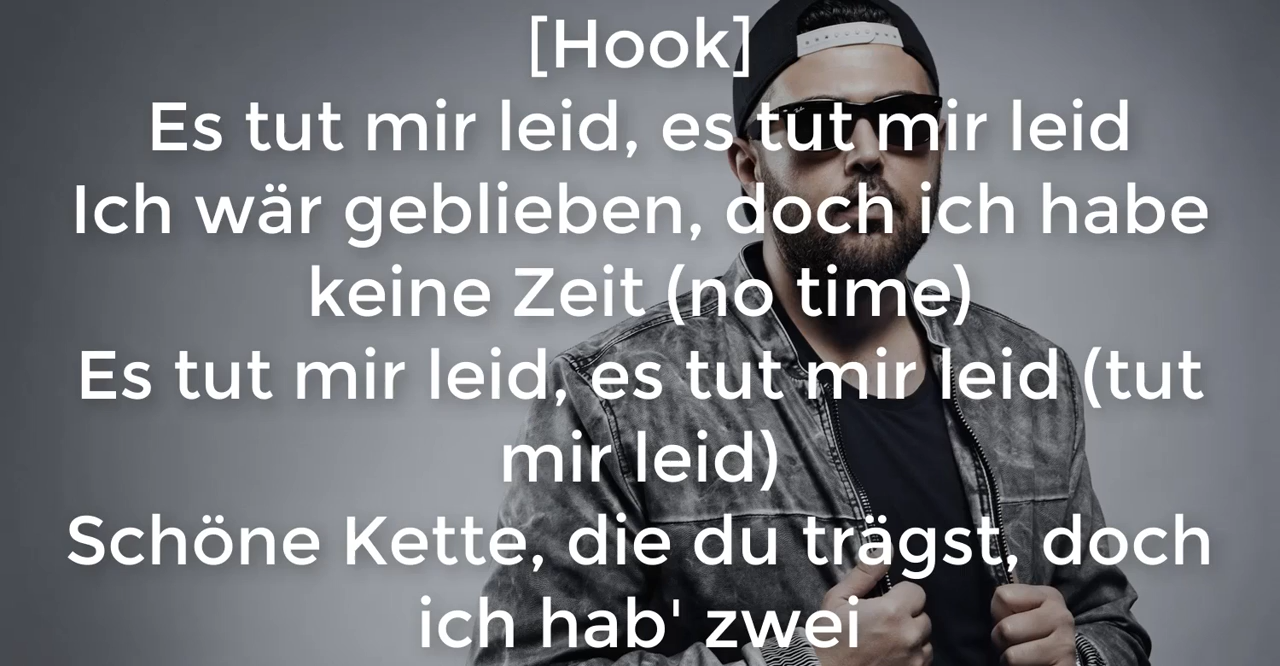 [Hook]
Es tut mir leid, es tut mir leid
Ich wär geblieben, doch ich habe
keine Zeit (no time)
Es tut mir leid, es tut mir leid (tut
mir leid)
Schöne Kette, die du trägst, doch
ich hab' zwei